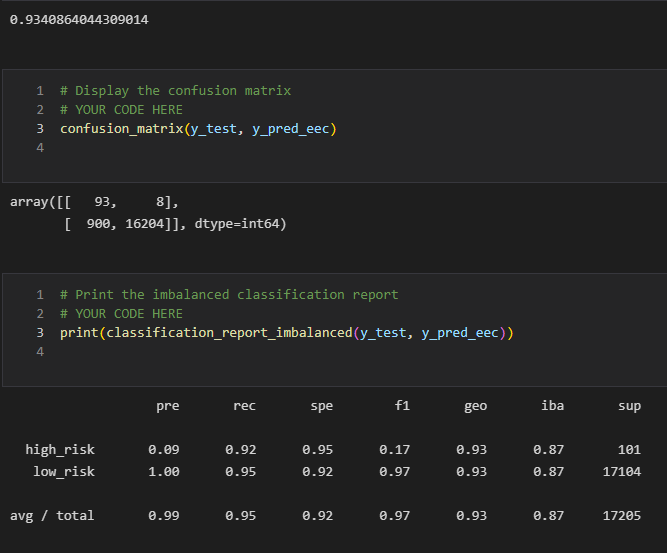 0.9340864044309014
1 # Display the confusion matrix
2 # YOUR CODE HERE
3 confusion_matrix(y_test, y_pred_eec)
4
array([[   93,     8],
       [  900, 16204]], dtype=int64)
1 # Print the imbalanced classification report
2 # YOUR CODE HERE
3 print(classification_report_imbalanced(y_test, y_pred_eec))
4
pre rec spe f1 geo iba sup
high_risk 0.09 0.92 0.95 0.17 0.93 0.87 101
low_risk 1.00 0.95 0.92 0.97 0.93 0.87 17104
avg / total 0.99 0.95 0.92 0.97 0.93 0.87 17205